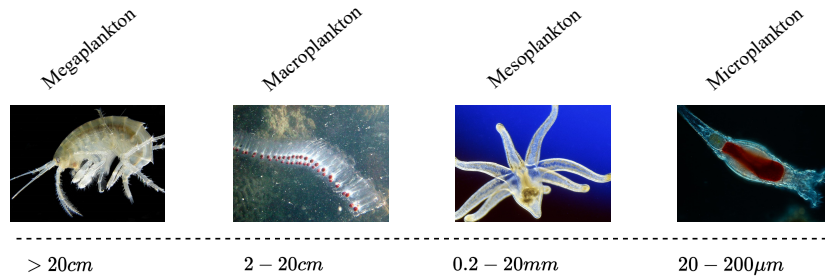 Megaplankton
Macroplankton
Mesoplankton
Microplankton
> 20cm
2 − 20cm
0.2 − 20mm
20 − 200μm